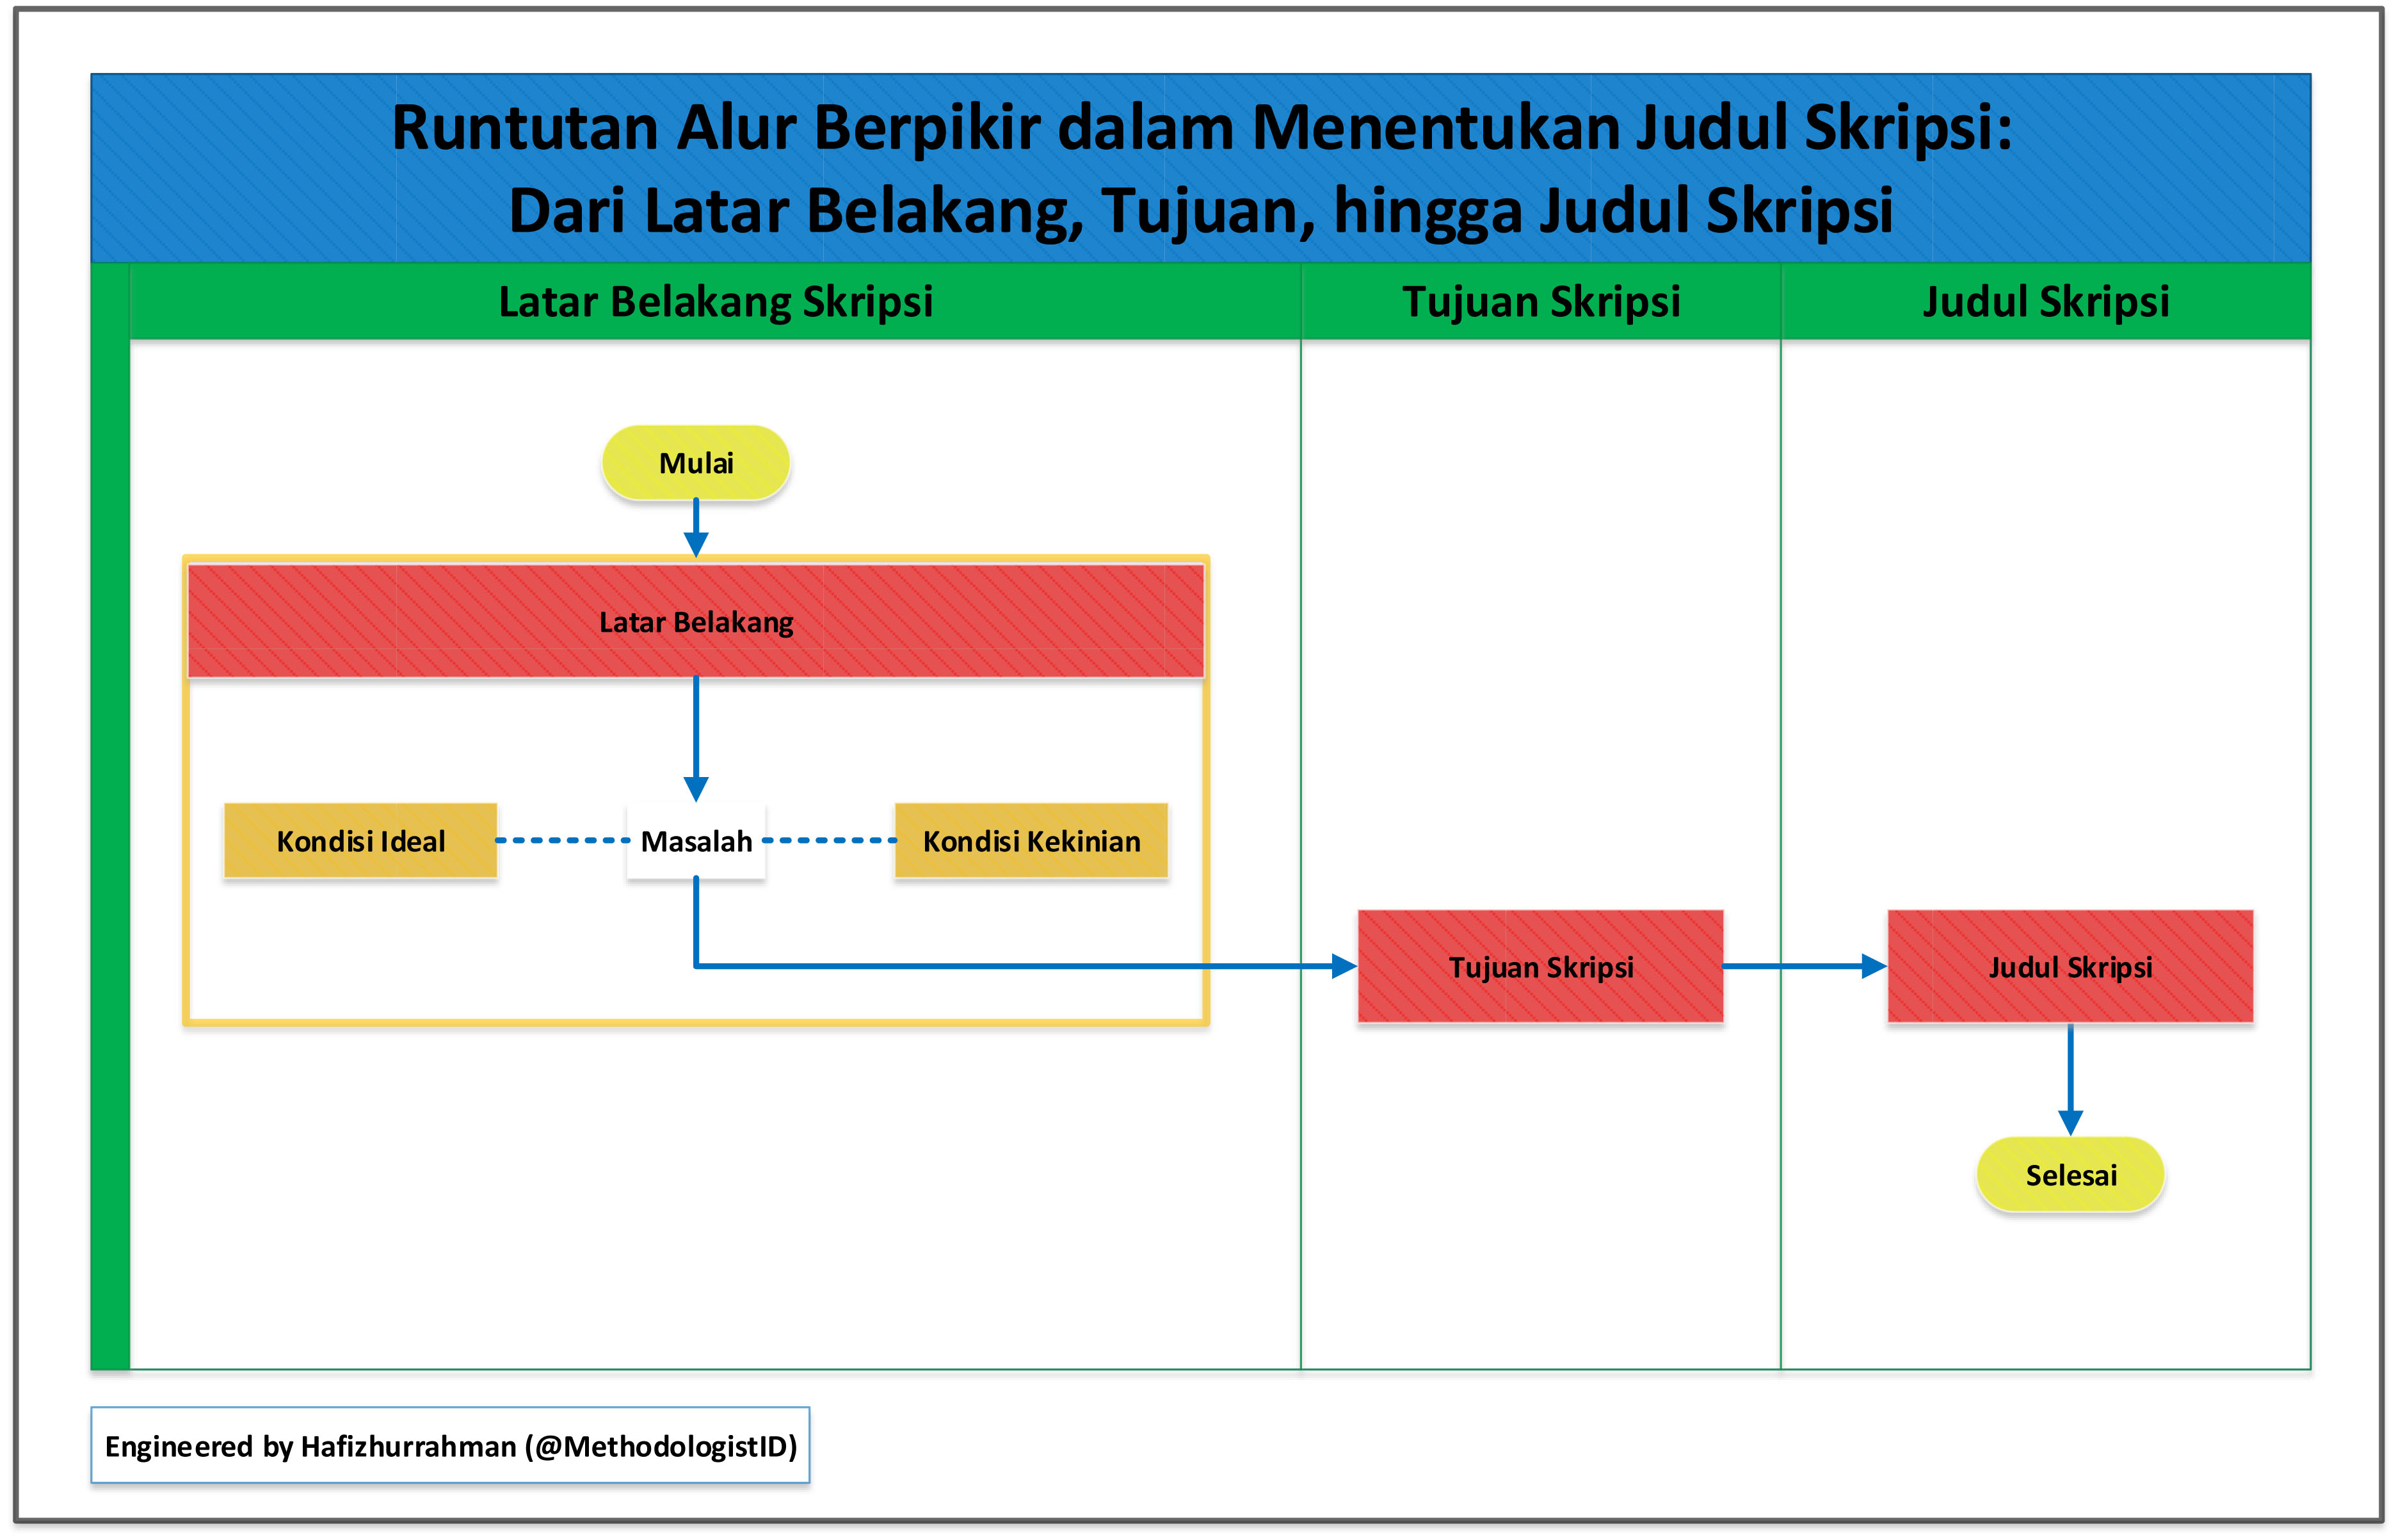 Runtutan Alur Berpikir dalam Menentukan Judul Skripsi:
Dari Latar Belakang, Tujuan, hingga Judul Skripsi
Latar Belakang Skripsi
Tujuan Skripsi
Judul Skripsi
Mulai
Latar Belakang
Kondisi Ideal
Masalah
Kondisi Kekinian
Tujuan Skripsi
Judul Skripsi
Selesai
Engineered by Hafizhurrahman (@MethodologistID)